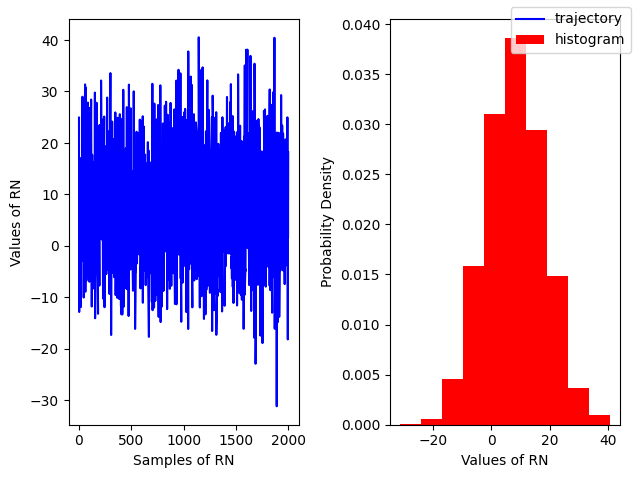 trajectory
histogram
40
30
20
10
0
−10
−20
−30
Values of RN
0 500 1000 1500 2000
Samples of RN
0.040
0.035
0.030
0.025
0.020
0.015
0.010
0.005
0.000
Probability Density
−20 0 20 40
Values of RN